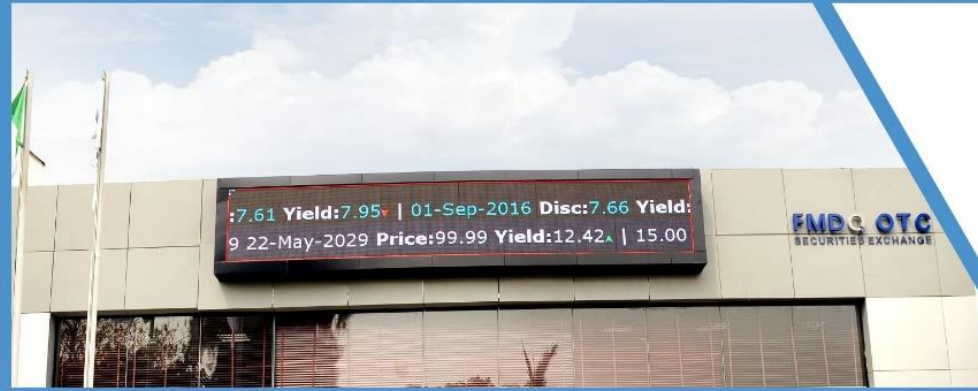 :7.61 Yield:7.95▼ | 01-Sep-2016 Disc:7.66 Yield:
9 22-May-2029 Price:99.99 Yield:12.42▲ | 15.00
FMDQ OTC
SECURITIES EXCHANGE